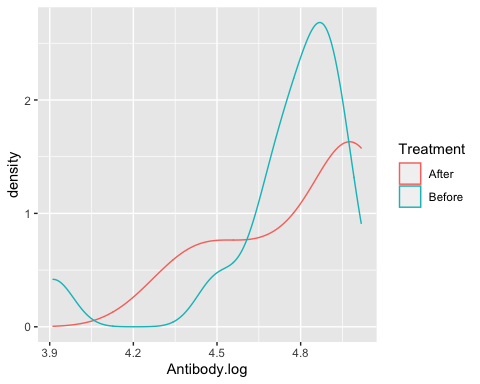 density
2
1
0
3.9 4.2 4.5 4.8
Antibody.log
Treatment
After
Before